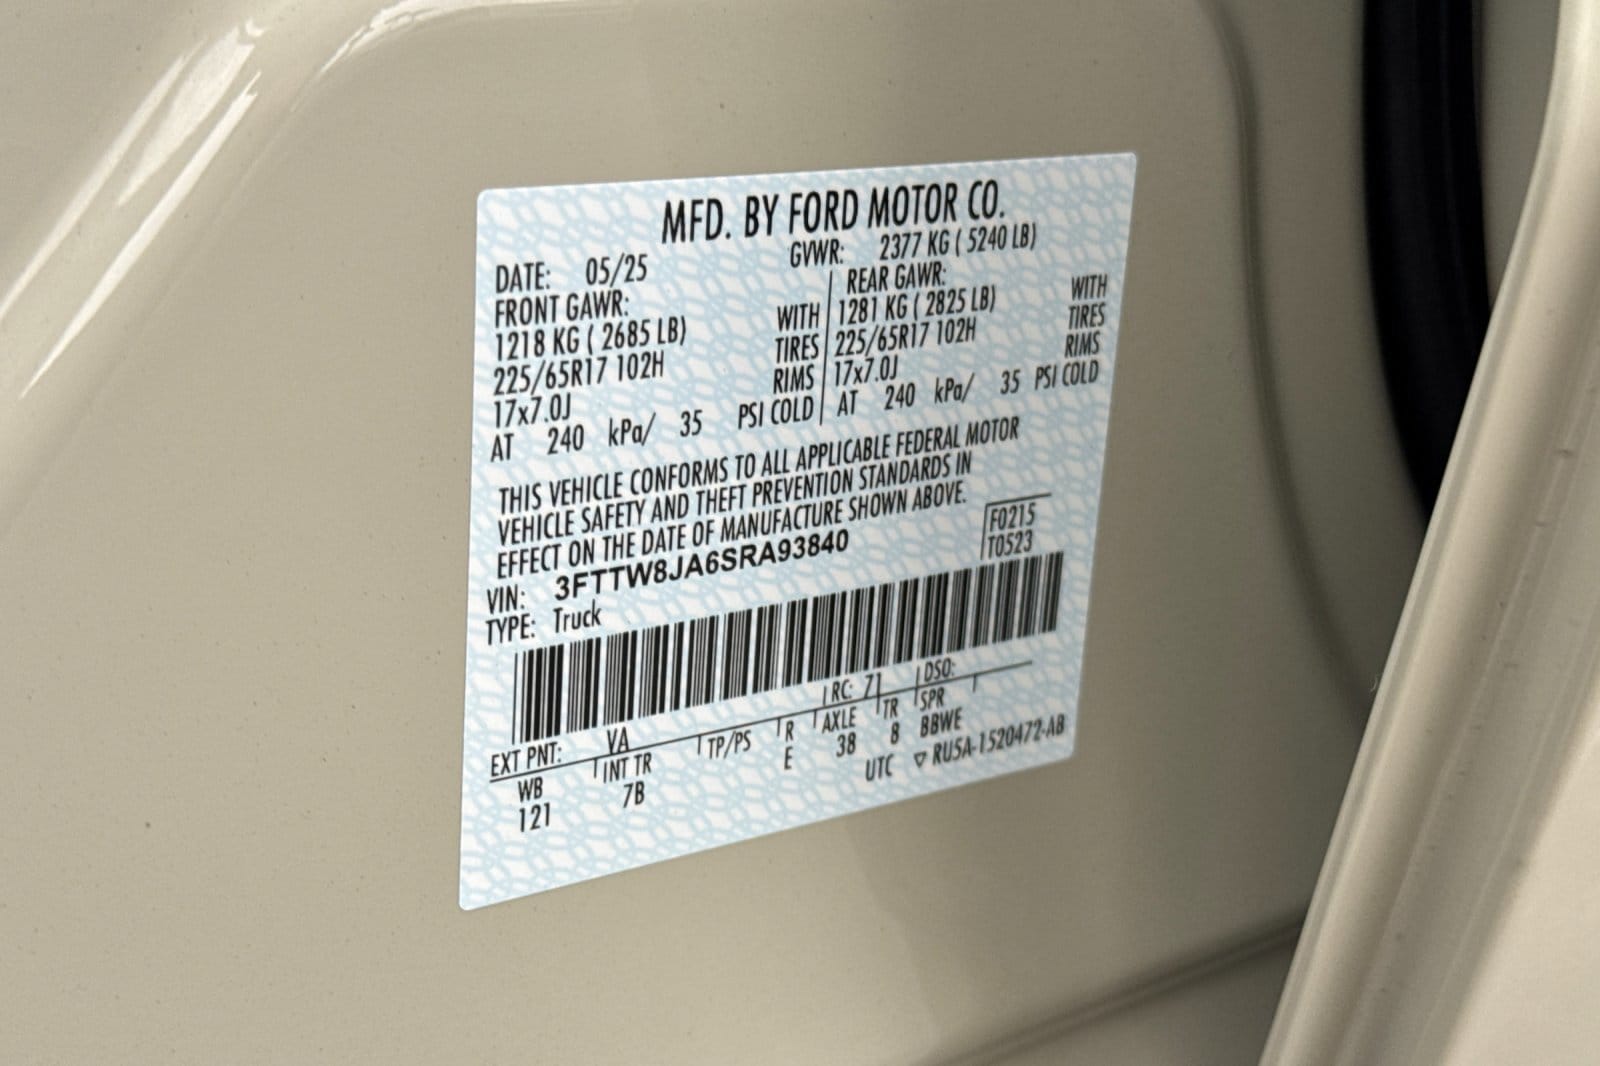 MFD. BY FORD MOTOR CO.
DATE: 05/25 GVWR: 2377 KG ( 5240 LB)
FRONT GAWR: REAR GAWR:
1218 KG ( 2685 LB) WITH 1281 KG ( 2825 LB) WITH
225/65R17 102H TIRES 225/65R17 102H TIRES
17x7.0J RIMS 17x7.0J RIMS
AT 240 kPa/ 35 PSI COLD AT 240 kPa/ 35 PSI COLD
THIS VEHICLE CONFORMS TO ALL APPLICABLE FEDERAL MOTOR
VEHICLE SAFETY AND THEFT PREVENTION STANDARDS IN
EFFECT ON THE DATE OF MANUFACTURE SHOWN ABOVE.
F0215
VIN: 3FTTW8JA6SRA93840 T0523
TYPE: Truck
EXT PNT: VA RC: 71 DSO:
WB INT TR TP/PS R AXLE TR SPR
121 7B E 38 8 BBWE
UTC ▽ RU5A-1520472-AB